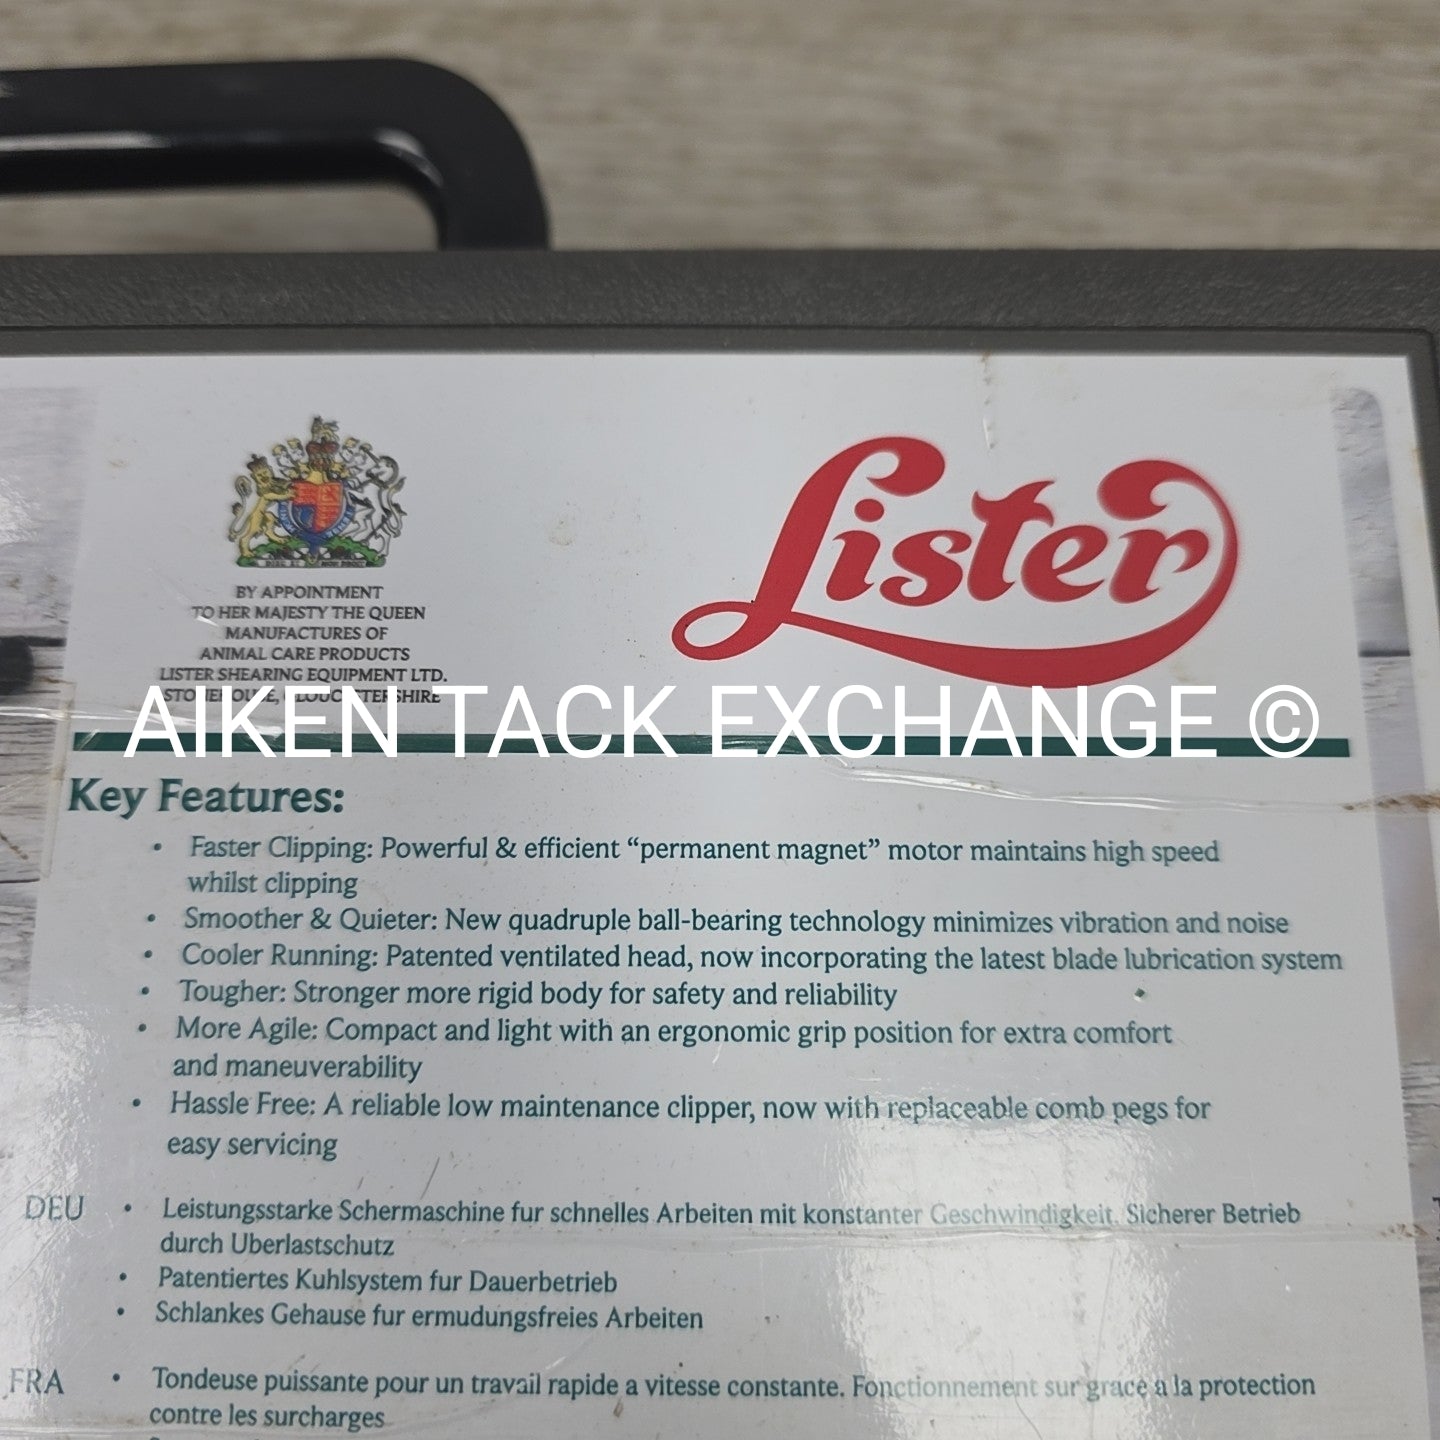 Lister
BY APPOINTMENT
TO HER MAJESTY THE QUEEN
MANUFACTURES OF
ANIMAL CARE PRODUCTS
LISTER SHEARING EQUIPMENT LTD.
AIKEN TACK EXCHANGE ©
Key Features:
• Faster Clipping: Powerful & efficient “permanent magnet” motor maintains high speed
whilst clipping
• Smoother & Quieter: New quadruple ball-bearing technology minimizes vibration and noise
• Cooler Running: Patented ventilated head, now incorporating the latest blade lubrication system
• Tougher: Stronger more rigid body for safety and reliability
• More Agile: Compact and light with an ergonomic grip position for extra comfort
and maneuverability
• Hassle Free: A reliable low maintenance clipper, now with replaceable comb pegs for
easy servicing
DEU • Leistungsstarke Schermaschine fur schnelles Arbeiten mit konstanter Geschwindigkeit. Sicherer Betrieb
durch Uberlastschutz
• Patentiertes Kuhlsystem fur Dauerbetrieb
• Schlankes Gehause fur ermudungsfreies Arbeiten
FRA • Tondeuse puissante pour un travail rapide a vitesse constante. Fonctionnement sur grace a la protection
contre les surcharges